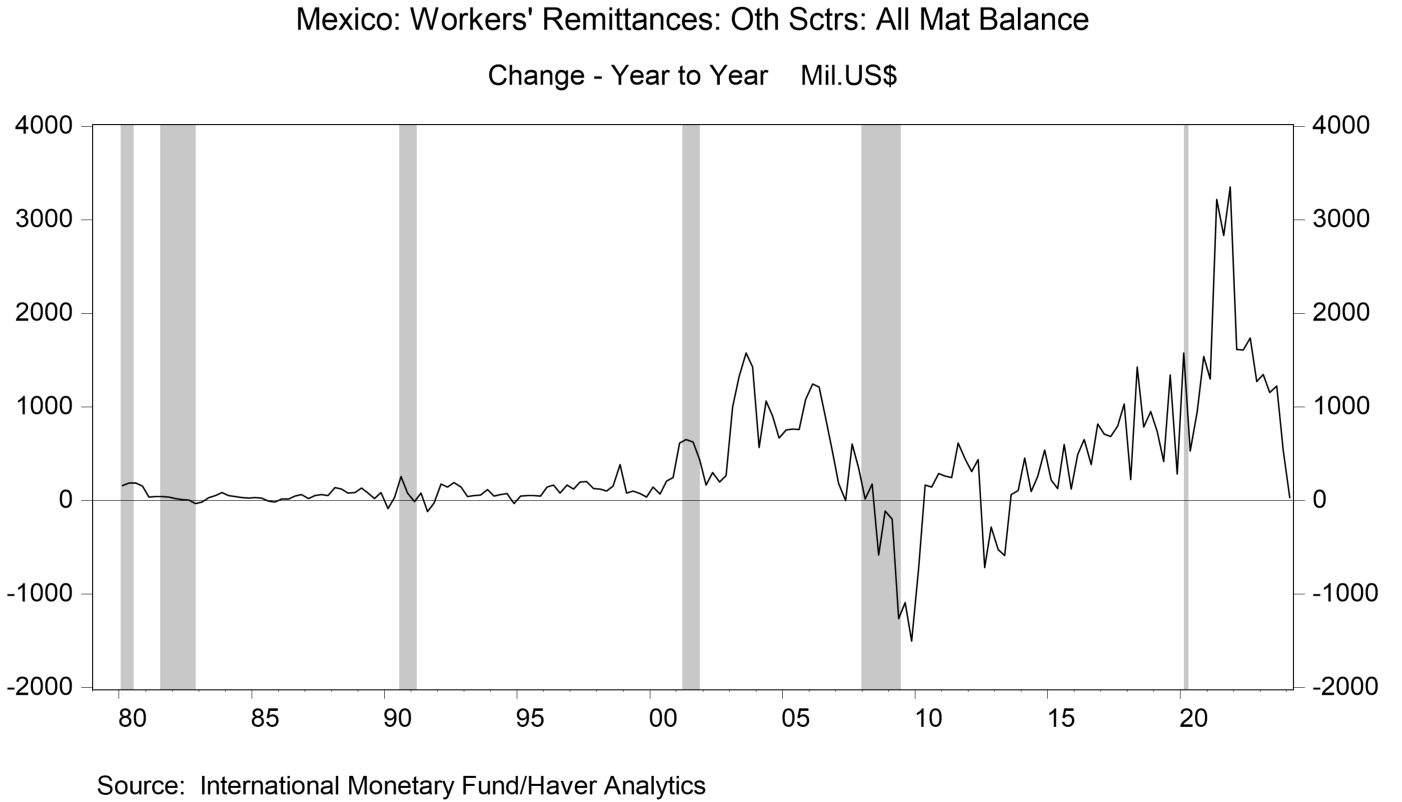 Mexico: Workers' Remittances: Oth Sctrs: All Mat Balance
Change - Year to Year Mil.US$
4000 4000
3000 3000
2000 2000
1000 1000
0 0
-1000 -1000
-2000 -2000
80 85 90 95 00 05 10 15 20
Source: International Monetary Fund/Haver Analytics